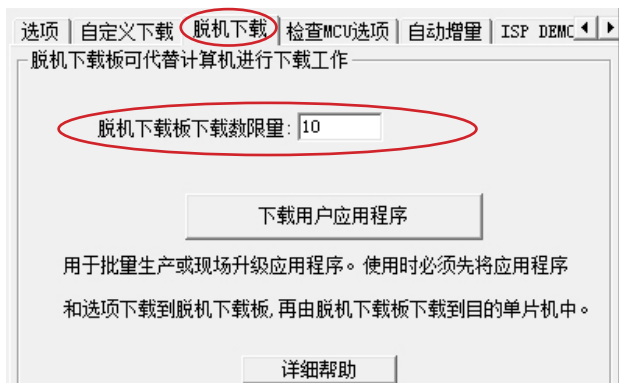 选项 自定义下载 脱机下载 检查MCU选项 自动增量 ISP DEMC
脱机下载板可代替计算机进行下载工作
脱机下载板下载数限量: 10
下载用户应用程序
用于批量生产或现场升级应用程序。使用时必须先将应用程序
和选项下载到脱机下载板,再由脱机下载板下载到目的单片机中。
详细帮助